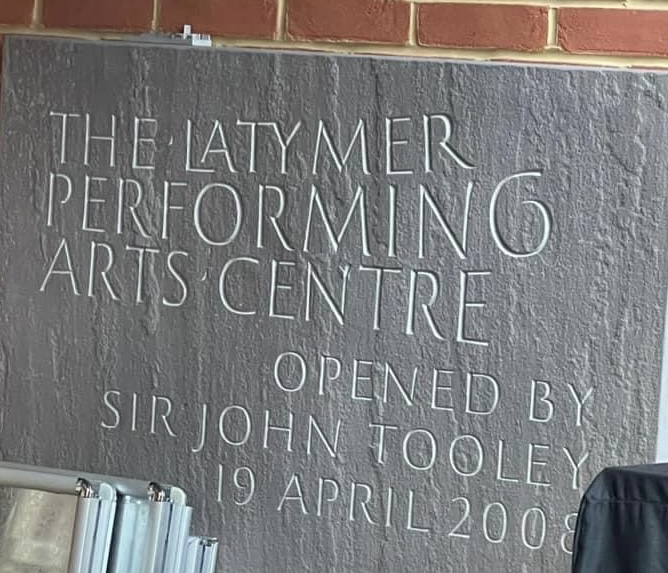 THE LATYMER
PERFORMING
ARTS CENTRE
OPENED BY
SIR JOHN TOOLEY
19 APRIL 2008